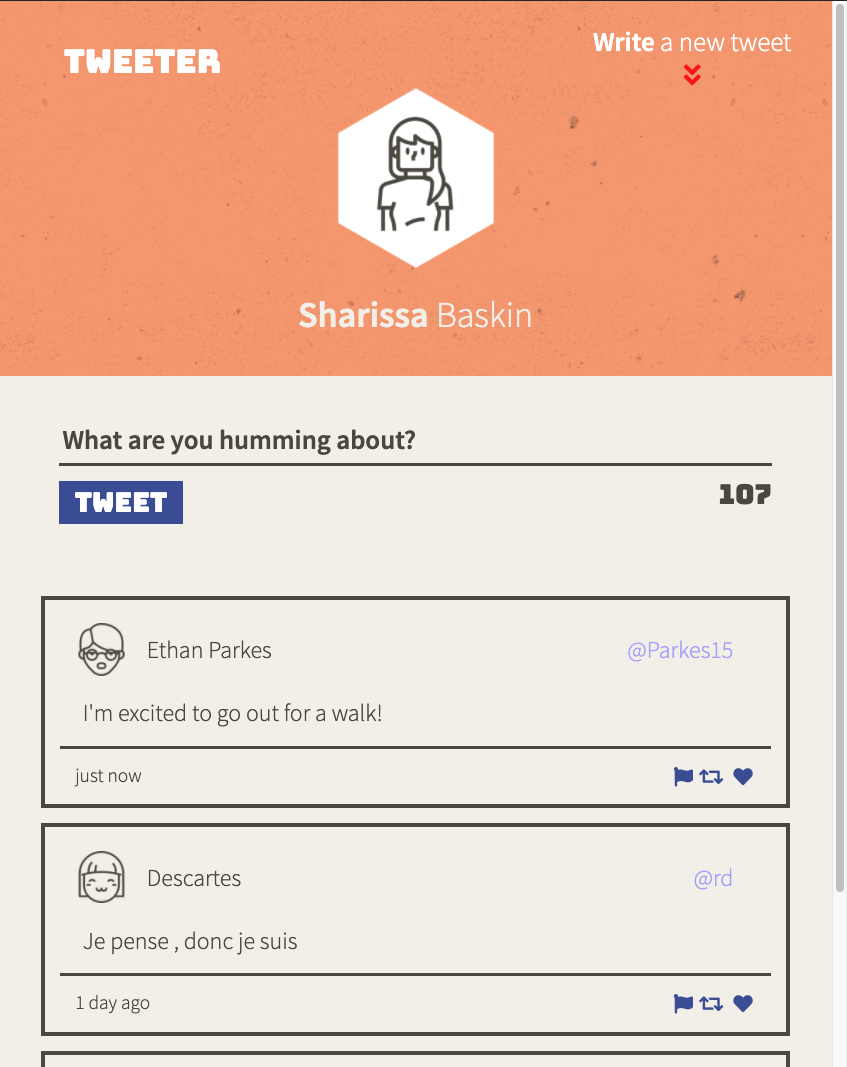 TWEETER
Write a new tweet
Sharissa Baskin
What are you humming about?
TWEET
107
Ethan Parkes
@Parkes15
I'm excited to go out for a walk!
just now
Descartes
@rd
Je pense , donc je suis
1 day ago